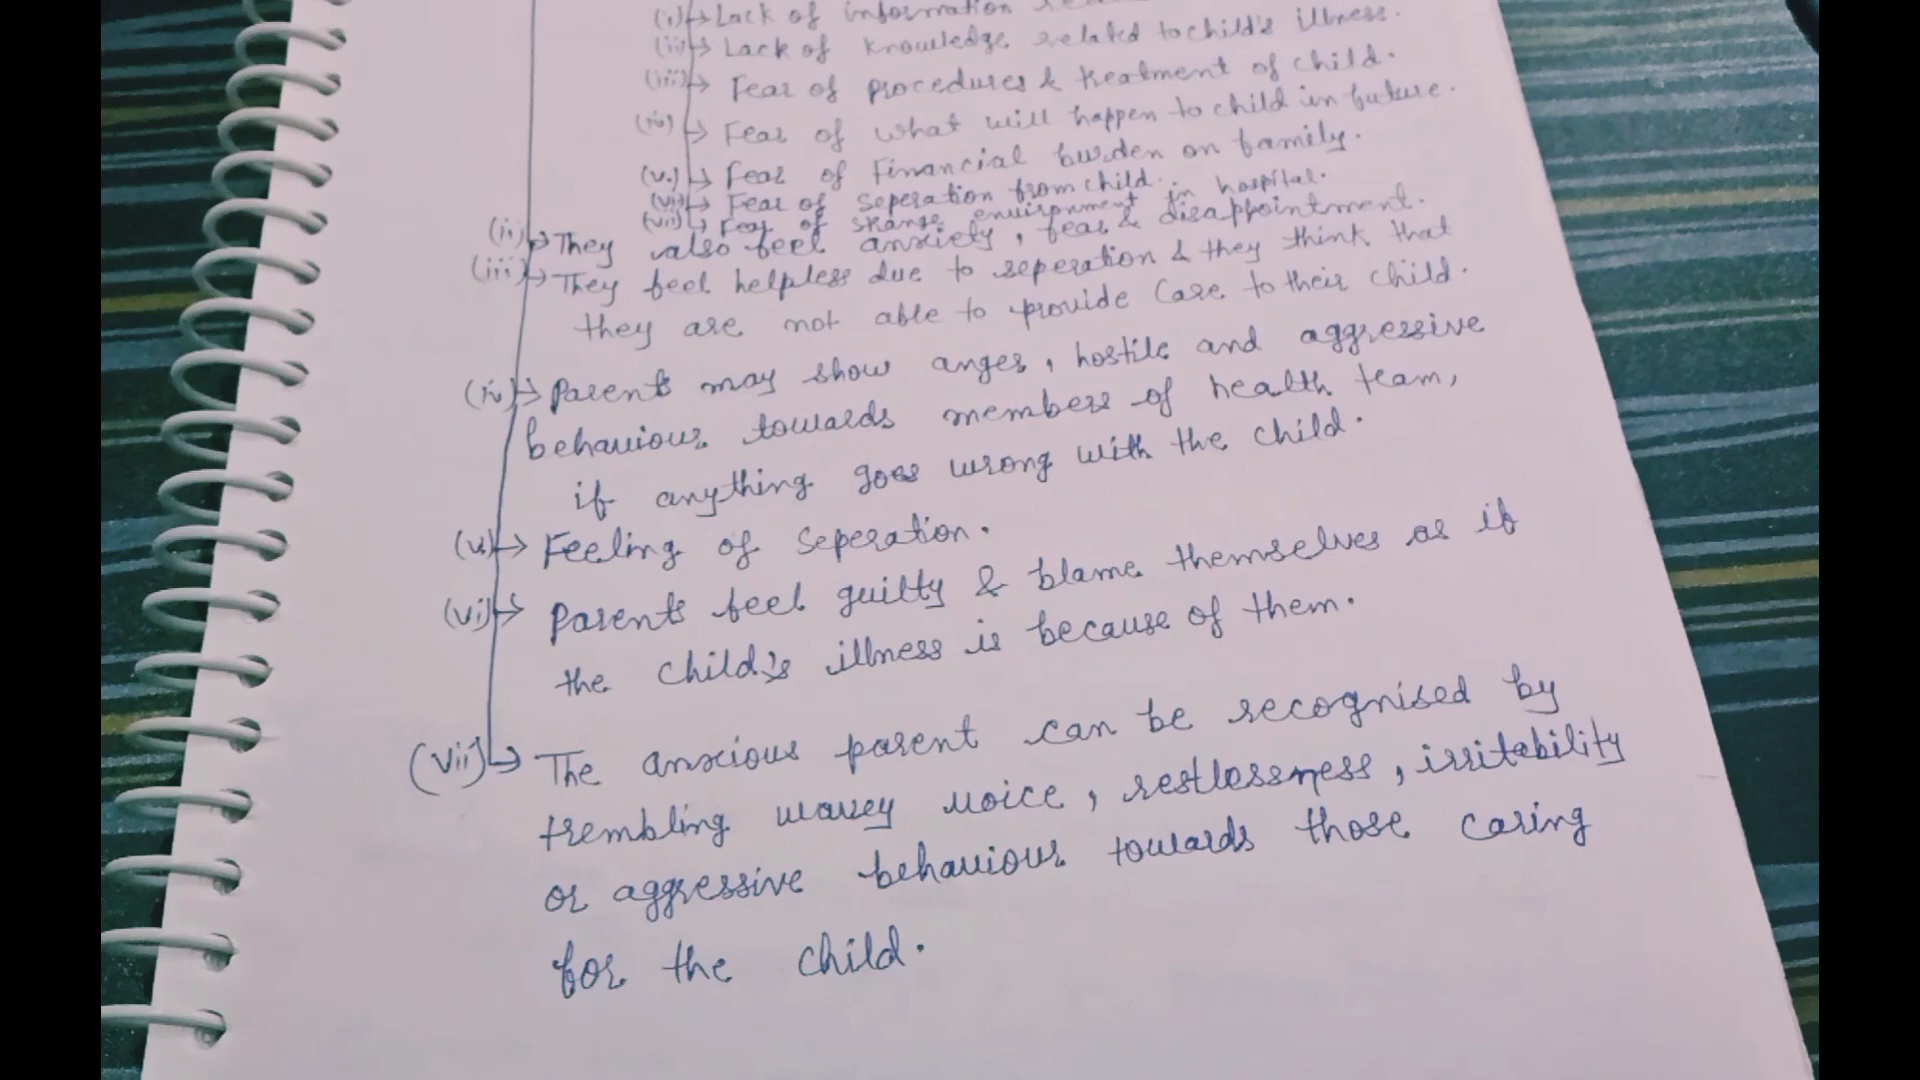 (i) → Lack of information
(ii) → Lack of knowledge related to child's illness.
(iii) → Fear of procedures & treatment of child.
(iv) → Fear of what will happen to child in future.
(v.) → Fear of Financial burden on family.
(vi) → Fear of seperation from child.
(vii) → Fear of strange environment in hospital.
(ii) → They also feel anxiety, fear & disappointment.
(iii) → They feel helpless due to seperation & they think that
they are not able to provide Care to their child.
(iv) → Parents may show anger, hostile and aggressive
behaviour towards members of health team,
if anything goes wrong with the child.
(v) → Feeling of seperation.
(vi) → Parents feel guilty & blame themselves as if
the child's illness is because of them.
(vii) → The anxious parent can be recognised by
trembling wavey voice, restlessness, irritability
or aggressive behaviour towards those caring
for the child.